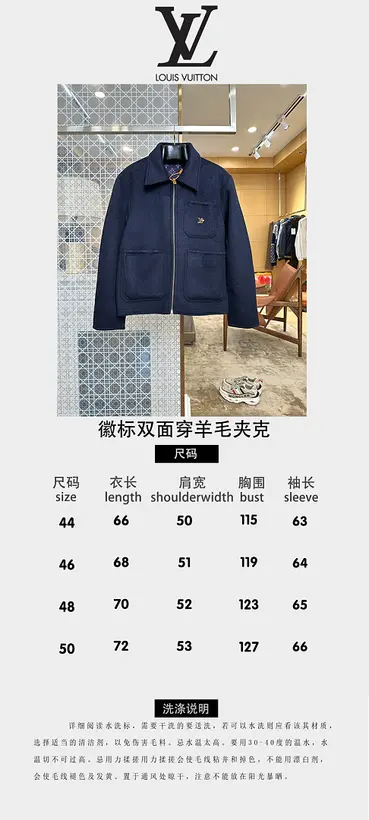 LV
LOUIS VUITTON
徽标双面穿羊毛夹克
尺码
尺码 衣长 肩宽 胸围 袖长
size length shoulderwidth bust sleeve
44 66 50 115 63
46 68 51 119 64
48 70 52 123 65
50 72 53 127 66
洗涤说明
详细阅读水洗标,需要干洗的要送洗,若可以水洗则应看该其材质,
选择适当的清洁剂,以免伤害毛料。总水温太高。要用30-40度的温水,水
温切不可过高。总用力揉搓用力揉搓会使毛线粘并和掉色,不能用漂白剂,
会使毛线褪色及发黄。置于通风处晾干,注意不能放在阳光暴晒。